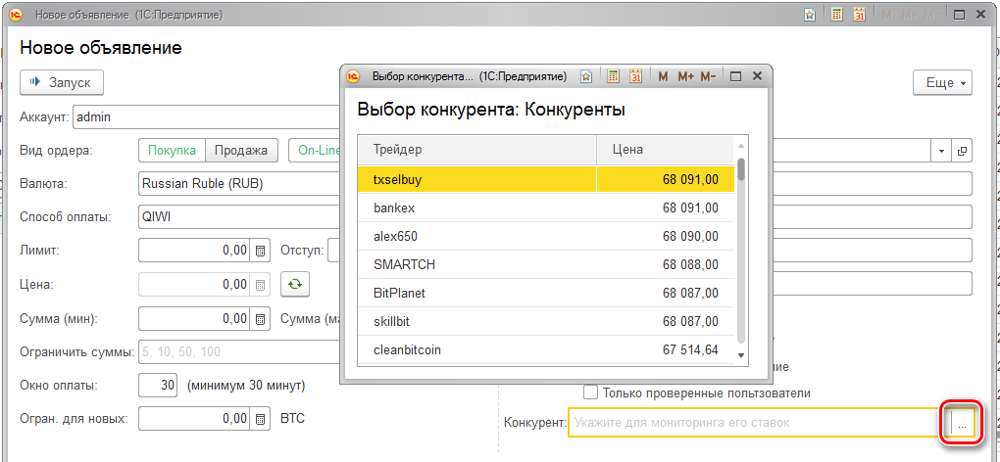 Новое объявление (1С:Предприятие)
M M+ M-
Новое объявление
Запуск
Еще
Аккаунт: admin
Вид ордера: Покупка Продажа On-Line
Валюта: Russian Ruble (RUB)
Способ оплаты: QIWI
Лимит: 0,00 Отступ:
Цена: 0,00
Сумма (мин): 0,00 Сумма (ма
Ограничить суммы: 5, 10, 50, 100
Окно оплаты: 30 (минимум 30 минут)
Огран. для новых: 0,00 BTC
Выбор конкурента... (1С:Предприятие)
M M+ M-
Выбор конкурента: Конкуренты
Трейдер Цена
txselbuy 68 091,00
bankex 68 091,00
alex650 68 090,00
SMARTCH 68 088,00
BitPlanet 68 087,00
skillbit 68 087,00
cleanbitcoin 67 514,64
ние
Только проверенные пользтователи
Конкурент: Укажите для мониторинга его ставок ...